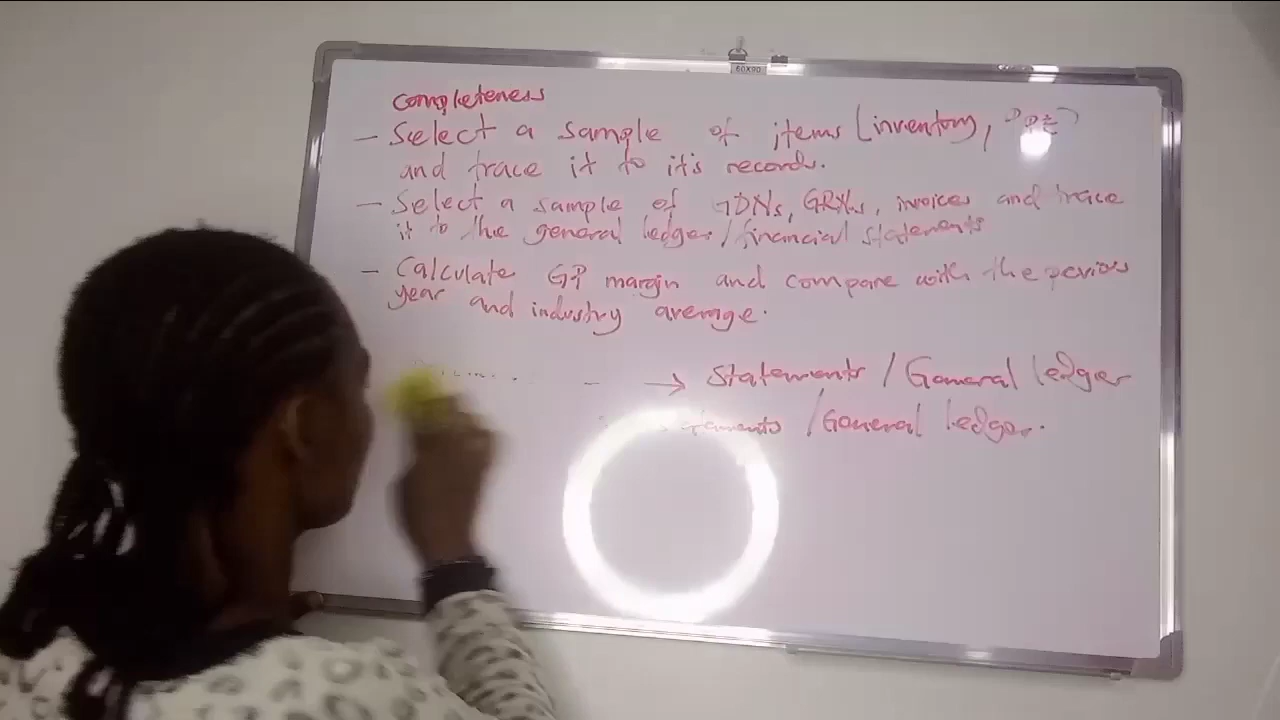 60X90
Completeness
- Select a sample of items (inventory, PPE)
and trace it to it's records.
- Select a sample of GDNs, GRNs, invoices and trace
it to the general ledger/financial statements
- Calculate GP margin and compare with the pervious
year and industry average.
→ Statements / General ledger
/General ledger.